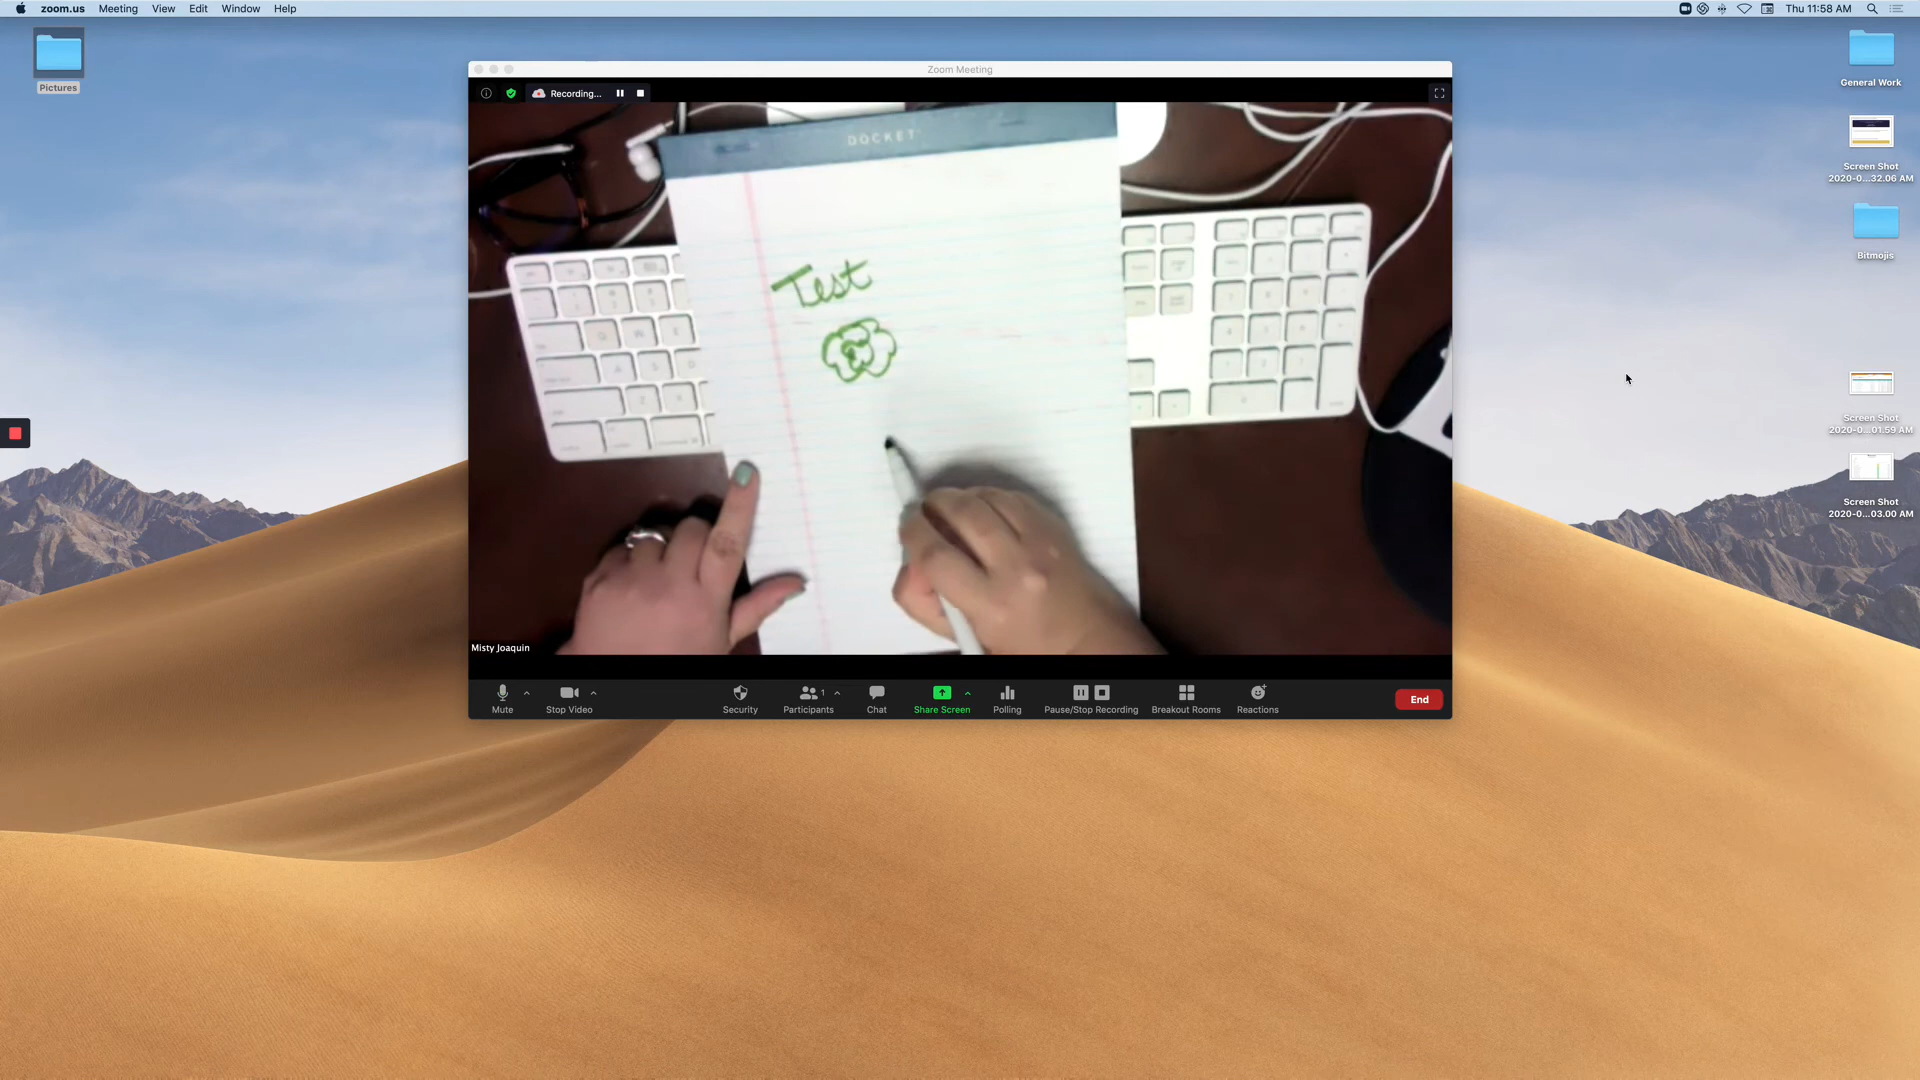 zoom.us Meeting View Edit Window Help Thu 11:58 AM
Pictures
General Work
Screen Shot
2020-0...32.06 AM
Bitmojis
Screen Shot
2020-0...01.59 AM
Screen Shot
2020-0...03.00 AM
Zoom Meeting
Recording...
DOCKET
Test
Misty Joaquin
Mute Stop Video Security Participants 1 Chat Share Screen Polling Pause/Stop Recording Breakout Rooms Reactions End